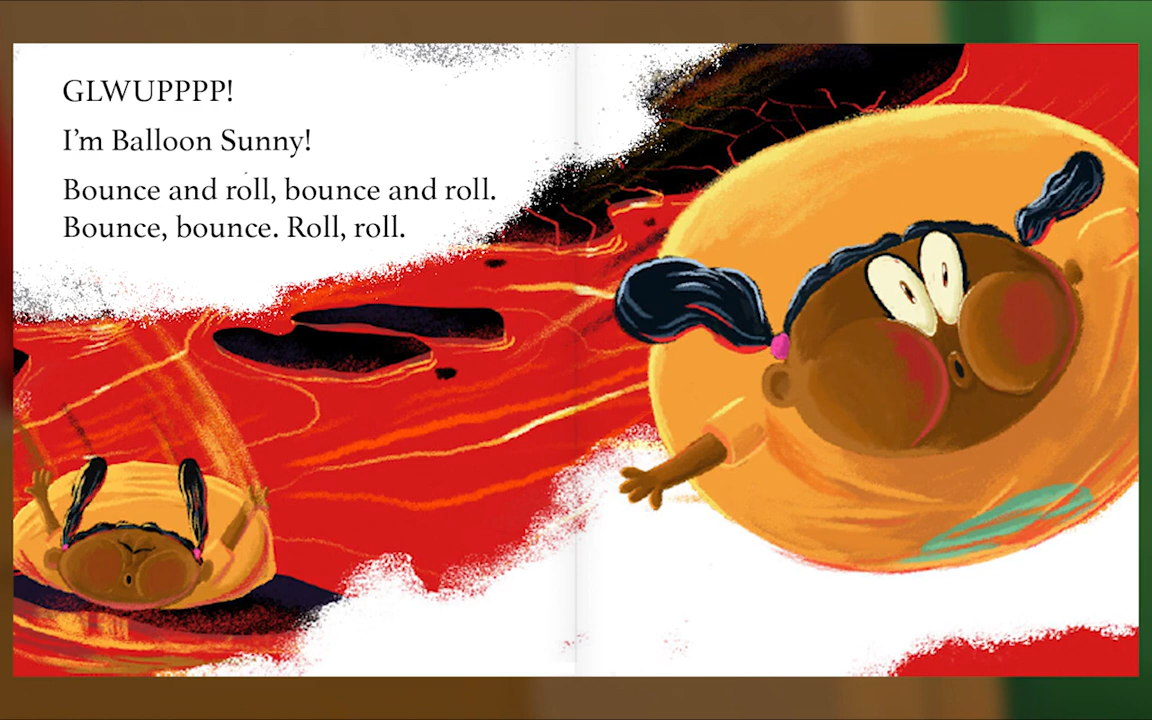 GLWUPPPP!
I’m Balloon Sunny!
Bounce and roll, bounce and roll.
Bounce, bounce. Roll, roll.